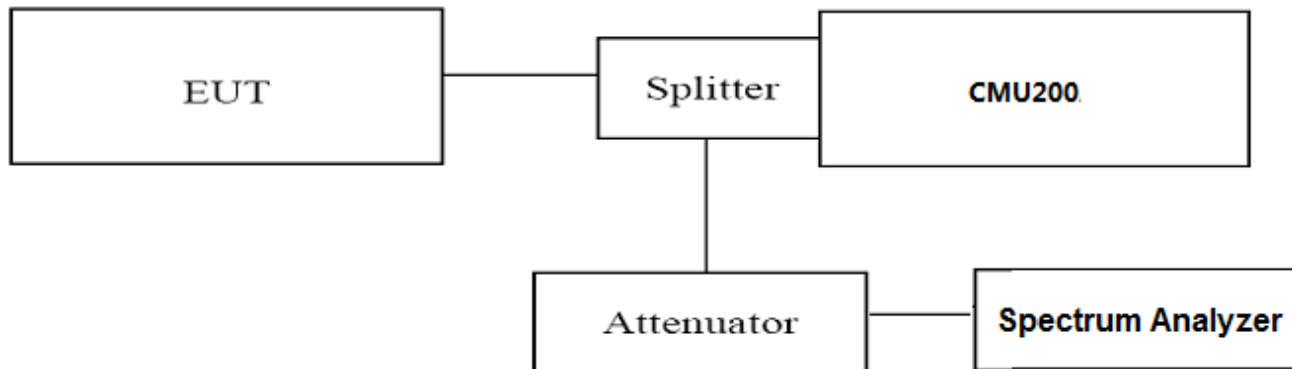 EUT
Splitter
CMU200
Attenuator
Spectrum Analyzer